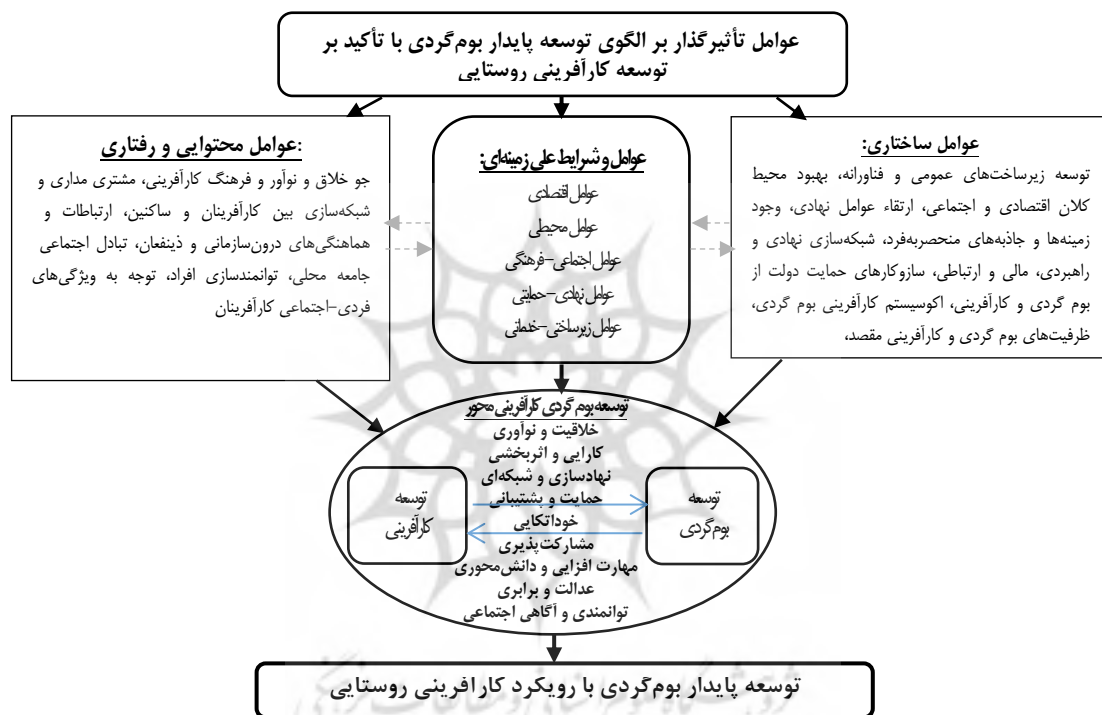 عوامل تأثیرگذار بر الگوی توسعه پایدار بوم‌گردی با تأکید بر
توسعه کارآفرینی روستایی
عوامل ساختاری:
توسعه زیرساخت‌های عمومی و فناورانه، بهبود محیط
کلان اقتصادی و اجتماعی، ارتقاء عوامل نهادی، وجود
زمینه‌ها و جاذبه‌های منحصربه‌فرد، شبکه‌سازی نهادی و
راهبردی، مالی و ارتباطی، سازوکارهای حمایت دولت از
بوم گردی و کارآفرینی، اکوسیستم کارآفرینی بوم گردی،
ظرفیت‌های بوم گردی و کارآفرینی مقصد،
عوامل و شرایط علی زمینه‌ای:
عوامل اقتصادی
عوامل محیطی
عوامل اجتماعی-فرهنگی
عوامل نهادی-حمایتی
عوامل زیرساختی-خدماتی
:عوامل محتوایی و رفتاری
جو خلاق و نوآور و فرهنگ کارآفرینی، مشتری مداری و
شبکه‌سازی بین کارآفرینان و ساکنین، ارتباطات و
هماهنگی‌های درون‌سازمانی و ذینفعان، تبادل اجتماعی
جامعه محلی، توانمندسازی افراد، توجه به ویژگی‌های
فردی-اجتماعی کارآفرینان
توسعه بوم گردی کارآفرینی محور
خلاقیت و نوآوری
کارایی و اثربخشی
نهادسازی و شبکه‌ای
حمایت و پشتیبانی
خوداتکایی
مشارکت‌پذیری
مهارت افزایی و دانش‌محوری
عدالت و برابری
توانمندی و آگاهی اجتماعی
توسعه
بوم‌گردی
توسعه
کارآفرینی
توسعه پایدار بوم‌گردی با رویکرد کارافرینی روستایی